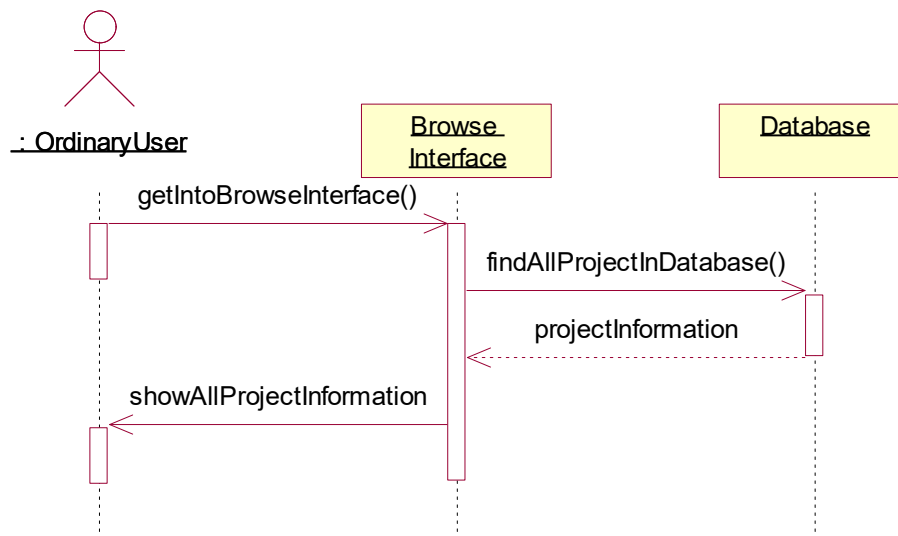 : OrdinaryUser
Browse
Interface
Database
getIntoBrowseInterface()
findAllProjectInDatabase()
projectInformation
showAllProjectInformation